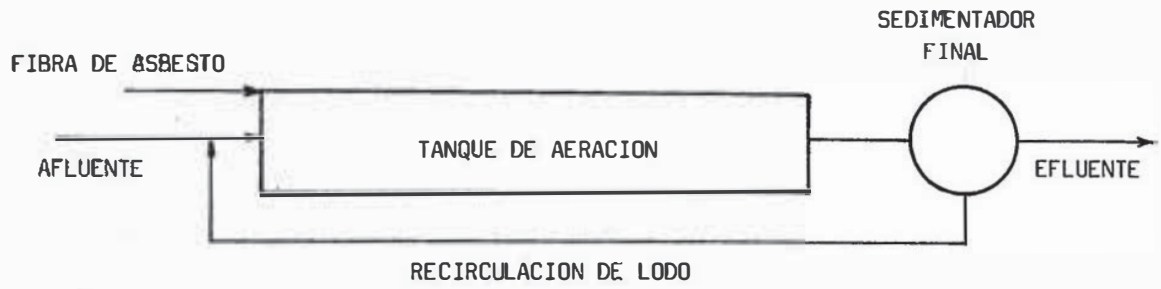 SEDIMENTADOR
FINAL
FIBRA DE ASBESTO
AFLUENTE
TANQUE DE AERACION
EFLUENTE
RECIRCULACION DE LODO